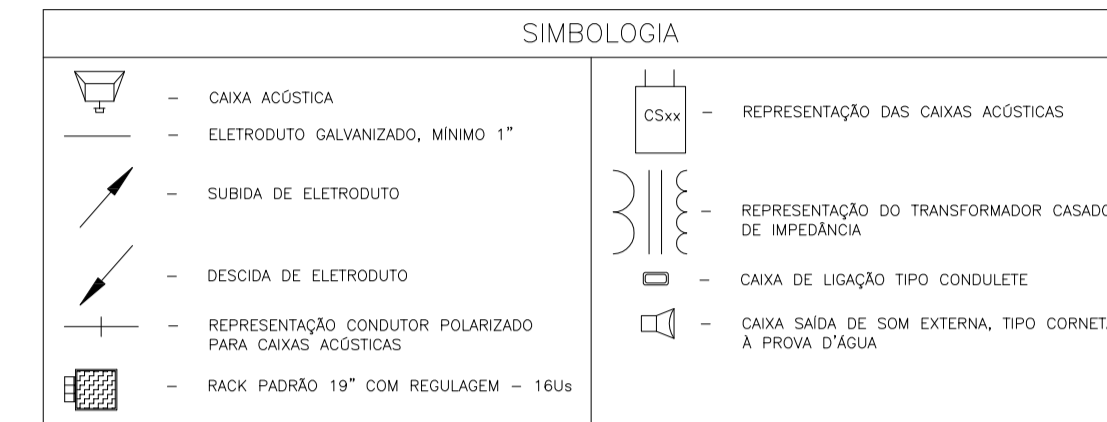 SIMBOLOGIA
- CAIXA ACÚSTICA
- ELETRODUTO GALVANIZADO, MÍNIMO 1"
- SUBIDA DE ELETRODUTO
- DESCIDA DE ELETRODUTO
- REPRESENTAÇÃO CONDUTOR POLARIZADO
PARA CAIXAS ACÚSTICAS
- RACK PADRÃO 19" COM REGULAGEM - 16Us
CSxx - REPRESENTAÇÃO DAS CAIXAS ACÚSTICAS
- REPRESENTAÇÃO DO TRANSFORMADOR CASADO
DE IMPEDÂNCIA
- CAIXA DE LIGAÇÃO TIPO CONDULETE
- CAIXA SAÍDA DE SOM EXTERNA, TIPO CORNETA
À PROVA D'ÁGUA